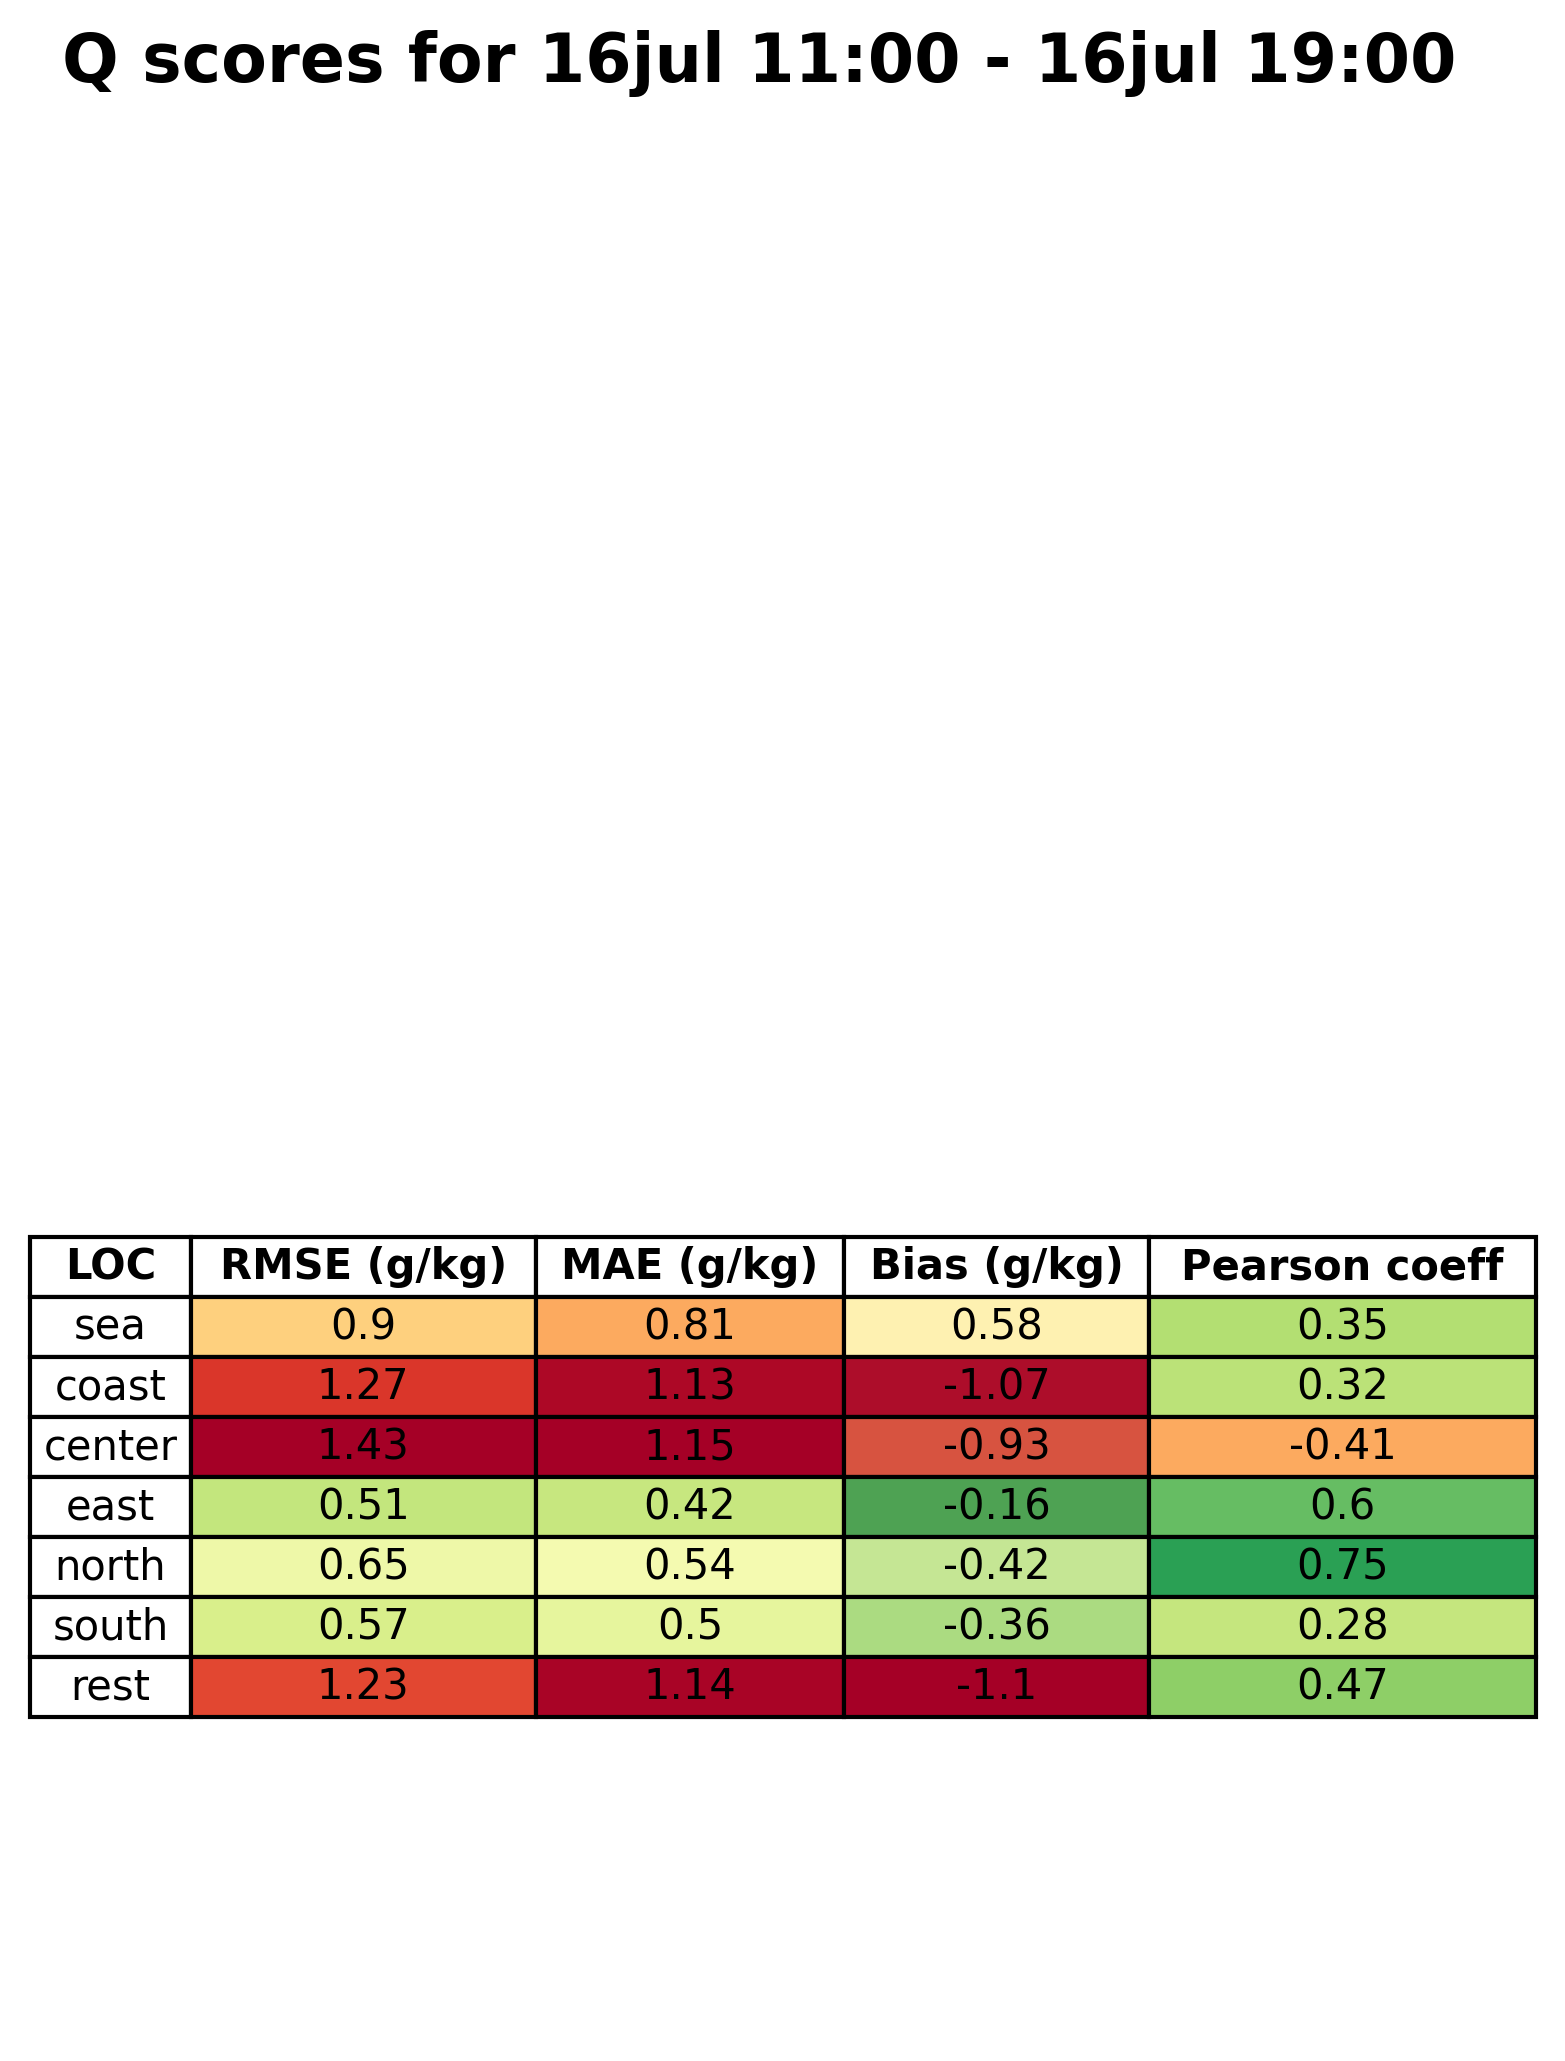 Q scores for 16jul 11:00 - 16jul 19:00
LOC RMSE (g/kg) MAE (g/kg) Bias (g/kg) Pearson coeff
sea 0.9 0.81 0.58 0.35
coast 1.27 1.13 -1.07 0.32
center 1.43 1.15 -0.93 -0.41
east 0.51 0.42 -0.16 0.6
north 0.65 0.54 -0.42 0.75
south 0.57 0.5 -0.36 0.28
rest 1.23 1.14 -1.1 0.47